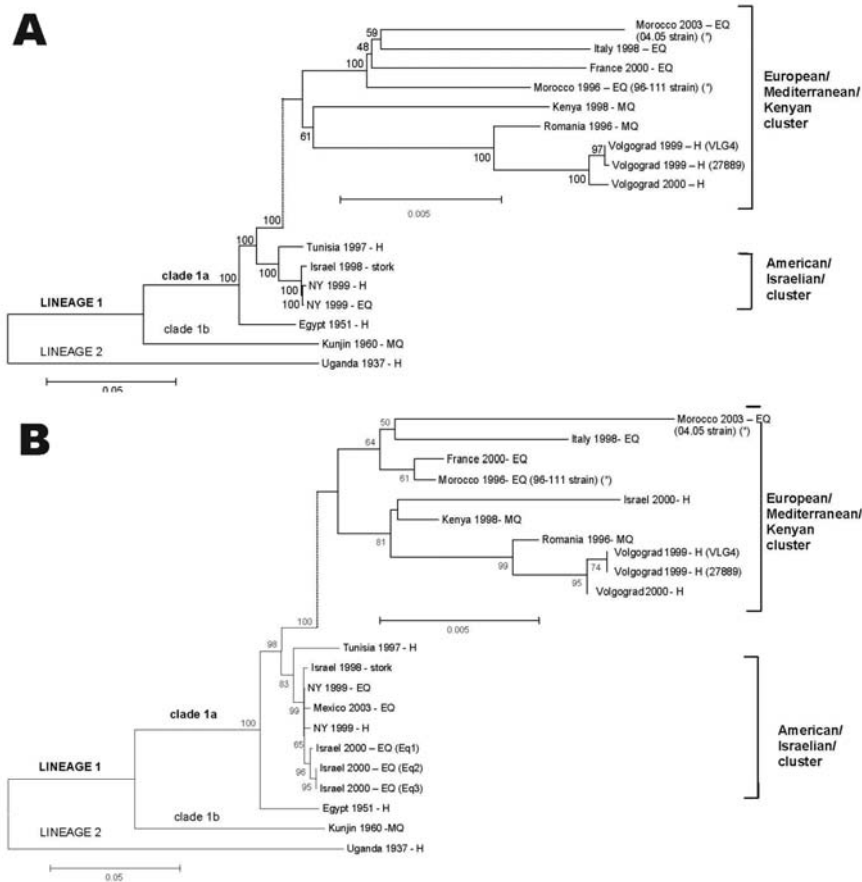 A
59
Morocco 2003 – EQ
(04.05 strain) (*)
48
Italy 1998 – EQ
100
France 2000 - EQ
Morocco 1996 – EQ (96-111 strain) (*)
European/
Mediterranean/
Kenyan
cluster
Kenya 1998 - MQ
61
Romania 1996 - MQ
100
97
Volgograd 1999 – H (VLG4)
Volgograd 1999 – H (27889)
100
Volgograd 2000 – H
0.005
100
100
Tunisia 1997 - H
100
Israel 1998 - stork
100
clade 1a
NY 1999 – H
100
NY 1999 – EQ
100
American/
Israelian/
cluster
LINEAGE 1
Egypt 1951 - H
clade 1b
Kunjin 1960 - MQ
LINEAGE 2
Uganda 1937 - H
0.05
B
50
Morocco 2003 – EQ
(04.05 strain) (*)
64
Italy 1998- EQ
France 2000- EQ
61
Morocco 1996- EQ (96-111 strain) (*)
Israel 2000- H
European/
Mediterranean/
Kenyan
cluster
Kenya 1998- MQ
81
Romania 1996- MQ
99
Volgograd 1999- H (VLG4)
74
Volgograd 1999- H (27889)
95
Volgograd 2000 - H
0.005
100
98
Tunisia 1997 - H
Israel 1998 - stork
83
NY 1999 - EQ
99
Mexico 2003 - EQ
clade 1a
100
NY 1999 - H
65
Israel 2000 – EQ (Eq1)
96
Israel 2000 – EQ (Eq2)
95
Israel 2000 – EQ (Eq3)
American/
Israelian/
cluster
LINEAGE 1
Egypt 1951 - H
clade 1b
Kunjin 1960 -MQ
LINEAGE 2
Uganda 1937 - H
0.05